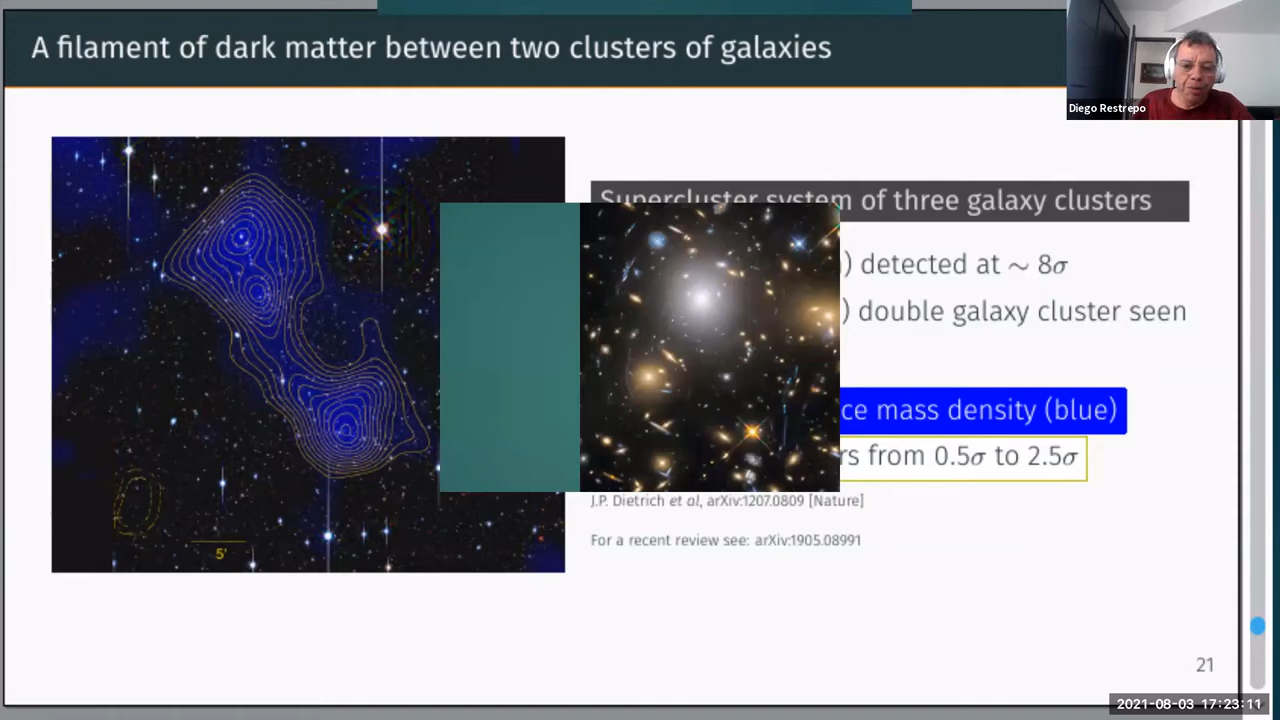 A filament of dark matter between two clusters of galaxies
Diego Restrepo
Supercluster system of three galaxy clusters
) detected at ∼ 8σ
) double galaxy cluster seen
ce mass density (blue)
rs from 0.5σ to 2.5σ
J.P. Dietrich et al, arXiv:1207.0809 [Nature]
For a recent review see: arXiv:1905.08991
5'
21
2021-08-03 17:23:11